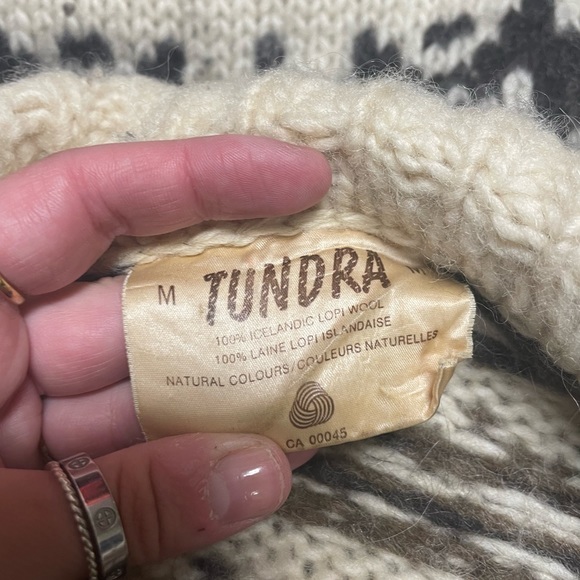 M TUNDRA
100% ICELANDIC LOPI WOOL
100% LAINE LOPI ISLANDAISE
NATURAL COLOURS/COULEURS NATURELLES
CA 00045